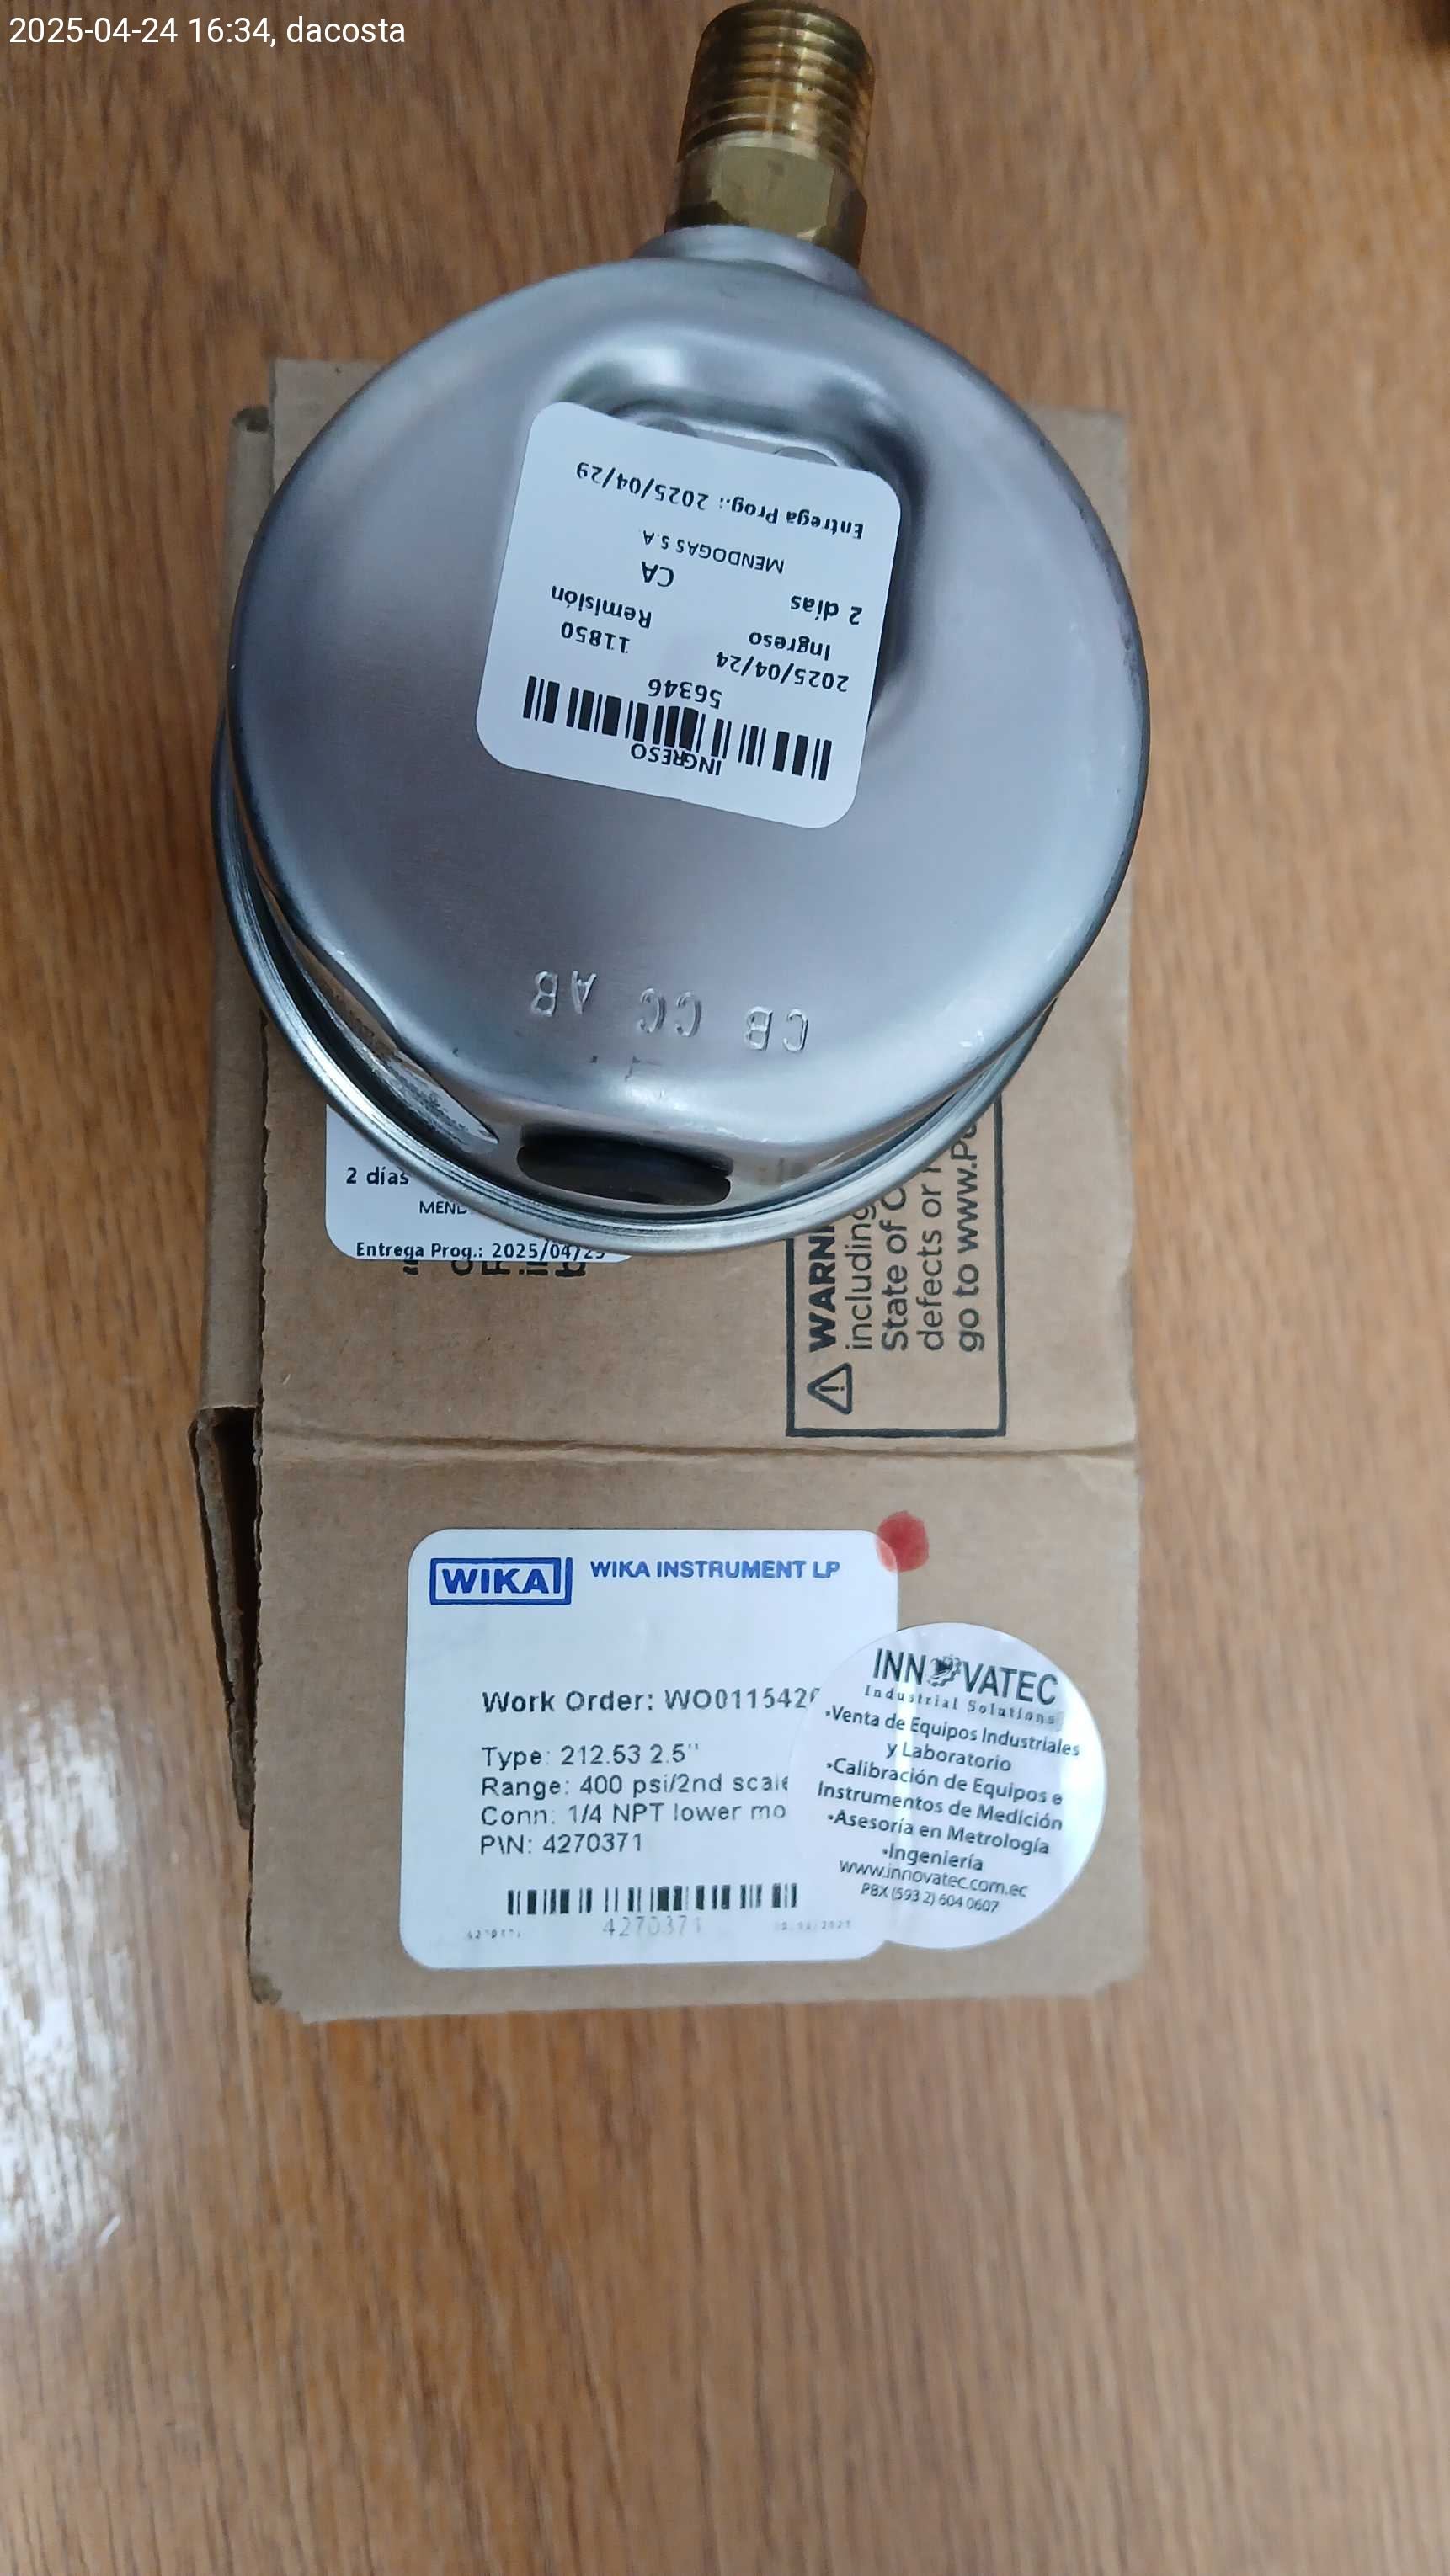 2025-04-24 16:34, dacosta
INGRESO
56346
2025/04/24 11850
Ingreso Remisión
2 días CA
MENDOGAS S.A
Entrega Prog.: 2025/04/29
CB CC AB
2 días
Entrega Prog.: 2025/04/
including
State of
defects or
go to
WIKA WIKA INSTRUMENT LP
Work Order: WO011542
Type: 212.53 2.5"
Range: 400 psi/2nd scale
Conn: 1/4 NPT lower mo
P\N: 4270371
4270371
INNOVATEC
Industrial Solutions
•Venta de Equipos Industriales
y Laboratorio
•Calibración de Equipos e
Instrumentos de Medición
•Asesoría en Metrología
•Ingeniería
www.innovatec.com.ec
PBX (593 2) 604 0607